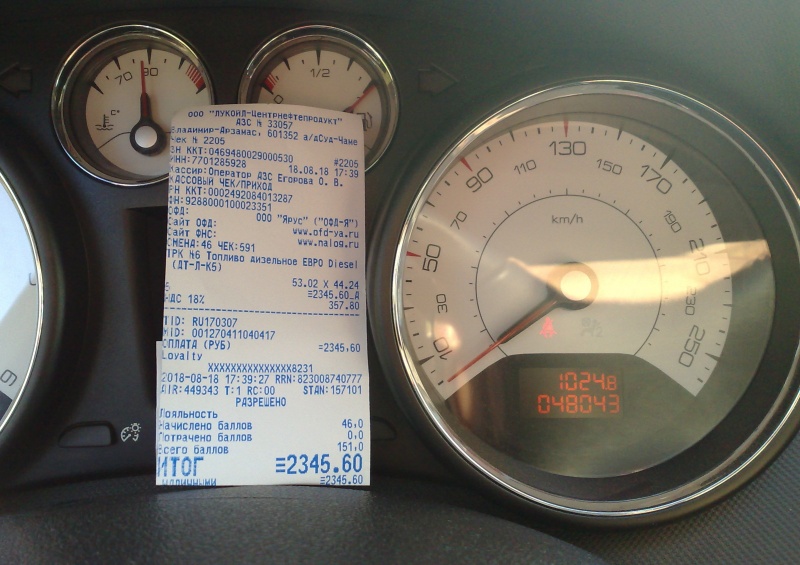 70 90
1/2
0
ООО "ЛУКОЙЛ-Центрнефтепродукт"
АЗС № 33057
Владимир-Арзамас, 601352 а/дСуд-Чаме
Чек № 2205
ЗН ККТ:0469480029000530 #2205
ИНН:7701285928 18.08.18 17:39
Кассир:Оператор АЗС Егорова О. В.
КАССОВЫЙ ЧЕК/ПРИХОД
РН ККТ:0002492084013287
ФН:9288000100023351
ОФД: ООО "Ярус" ("ОФД-Я")
Сайт ОФД: www.ofd-ya.ru
Сайт ФНС: www.nalog.ru
СМЕНА:46 ЧЕК:591
ТРК №6 Топливо дизельное ЕВРО Diesel
(ДТ-Л-К5)
53.02 X 44.24
Б ≡2345.60_А
НДС 18% 357.80
TID: RU170307
MID: 001270411040417
ОПЛАТА (РУБ) ≡2345.60
Loyalty
XXXXXXXXXXXXXXX8231
2018-08-18 17:39:27 RRN:823008740777
AIR:449343 T:1 RC:00 STAN:157101
РАЗРЕШЕНО
Лояльность
Начислено баллов 46,0
Потрачено баллов 0,0
Всего баллов 151,0
ИТОГ ≡2345.60
НАЛИЧНЫМИ ≡2345.60
10 30 50 70 90 110 130 150 170 190 210 230 250
km/h
1024.8
048043